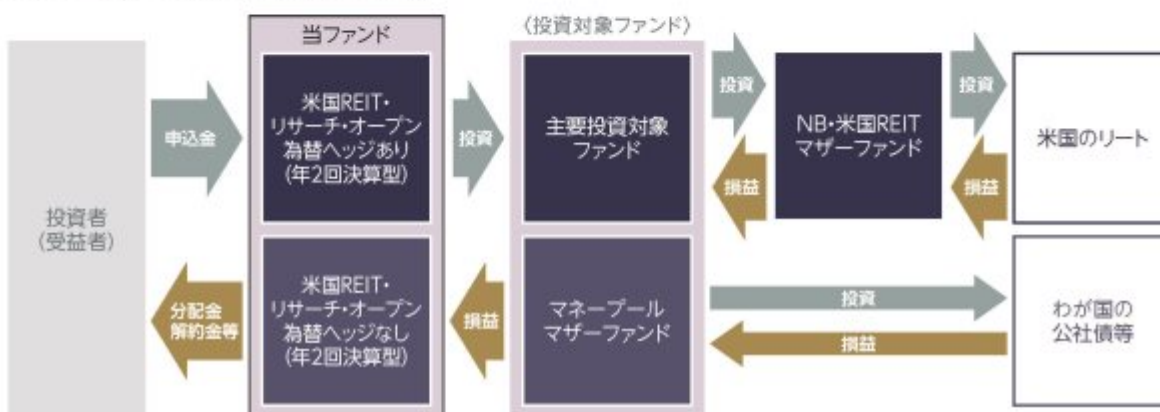 投資者
(受益者)
申込金
分配金
解約金等
当ファンド
米国REIT・
リサーチ・オープン
為替ヘッジあり
(年2回決算型)
米国REIT・
リサーチ・オープン
為替ヘッジなし
(年2回決算型)
投資
損益
〈投資対象ファンド〉
主要投資対象
ファンド
マネープール
マザーファンド
投資
損益
NB・米国REIT
マザーファンド
投資
損益
米国のリート
投資
損益
わが国の
公社債等